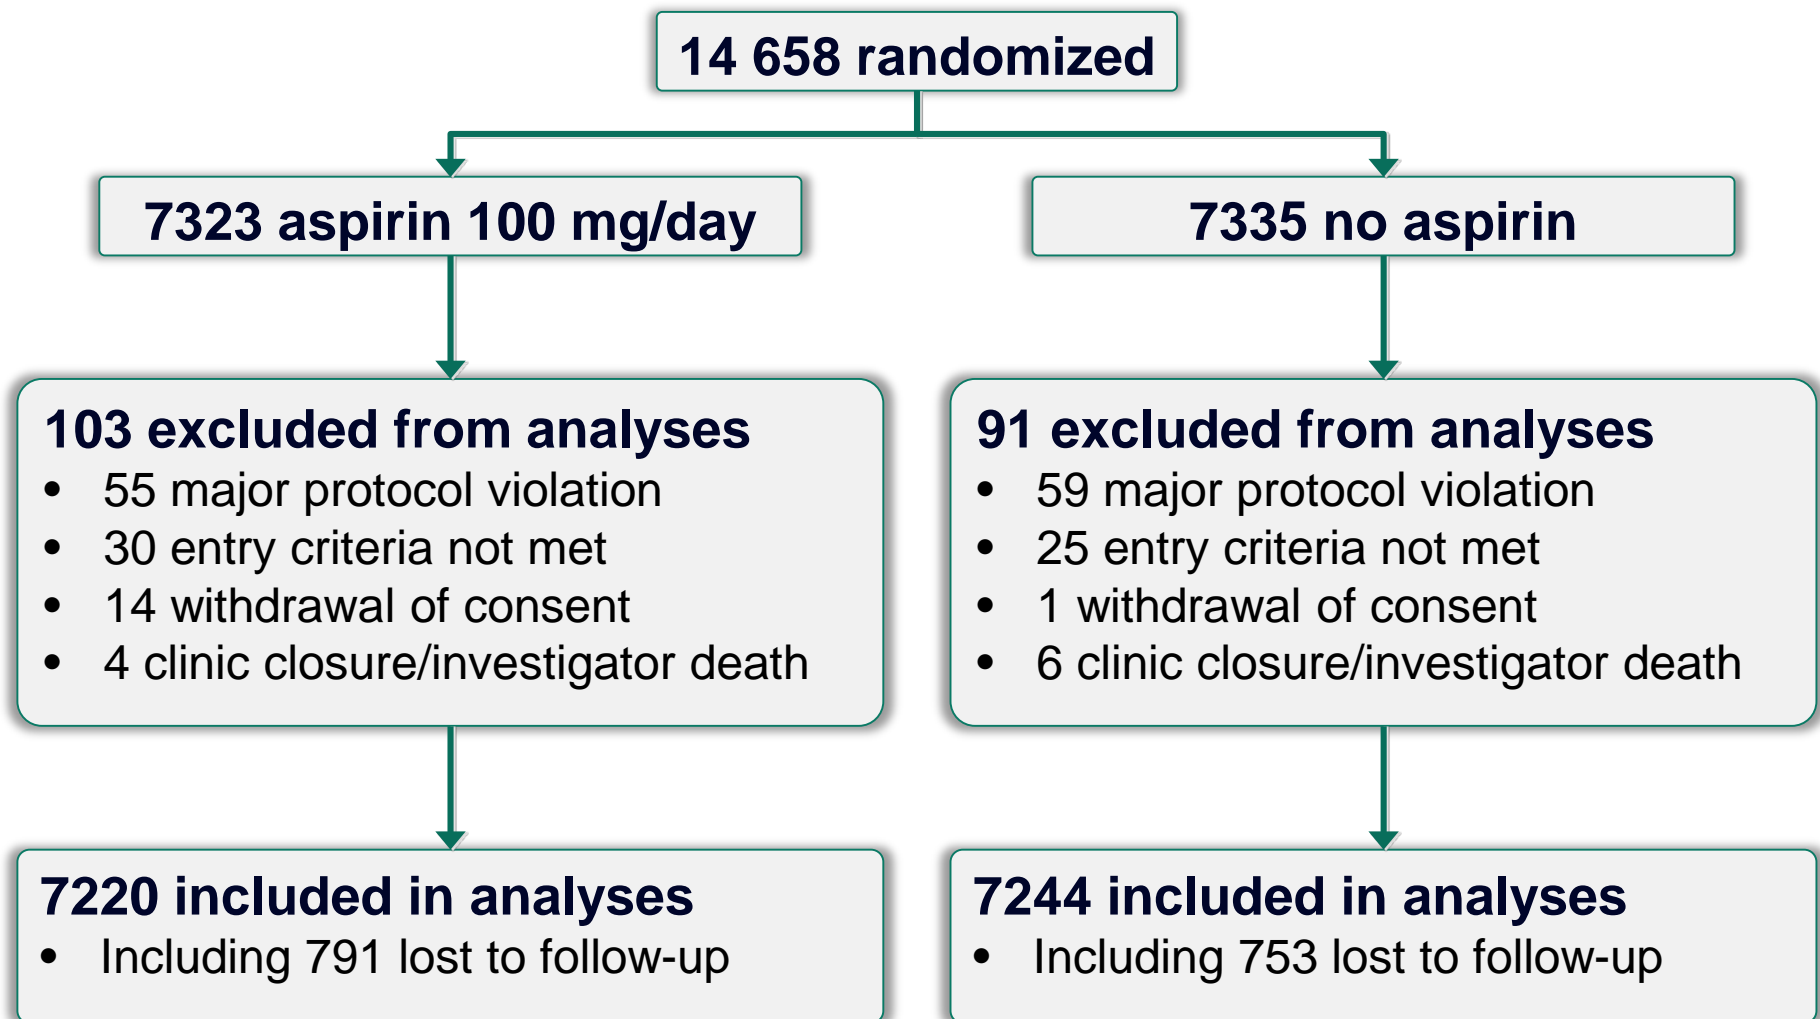 14 658 randomized
7323 aspirin 100 mg/day
7335 no aspirin
103 excluded from analyses
• 55 major protocol violation
• 30 entry criteria not met
• 14 withdrawal of consent
• 4 clinic closure/investigator death
91 excluded from analyses
• 59 major protocol violation
• 25 entry criteria not met
• 1 withdrawal of consent
• 6 clinic closure/investigator death
7220 included in analyses
• Including 791 lost to follow-up
7244 included in analyses
• Including 753 lost to follow-up